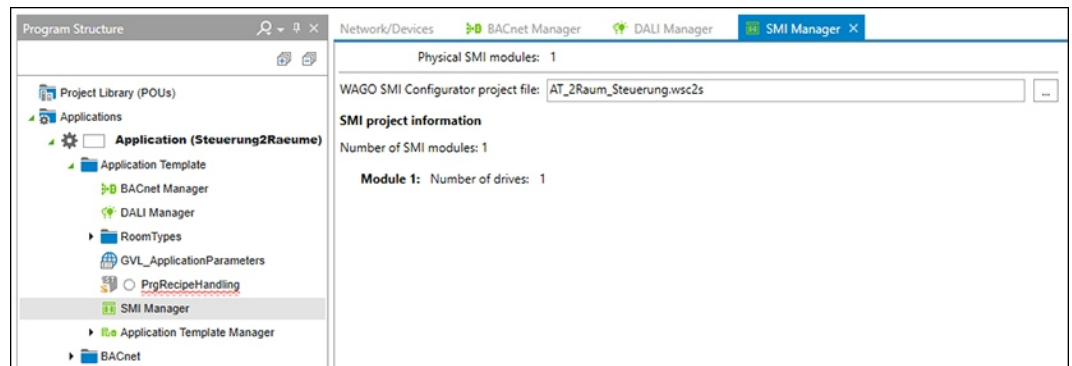 Program Structure
Project Library (POUs)
Applications
Application (Steuerung2Raeume)
Application Template
BACnet Manager
DALI Manager
RoomTypes
GVL_ApplicationParameters
PrgRecipeHandling
SMI Manager
Application Template Manager
BACnet
Network/Devices BACnet Manager DALI Manager SMI Manager
Physical SMI modules: 1
WAGO SMI Configurator project file: AT_2Raum_Steuerung.wsc2s ...
SMI project information
Number of SMI modules: 1
Module 1: Number of drives: 1